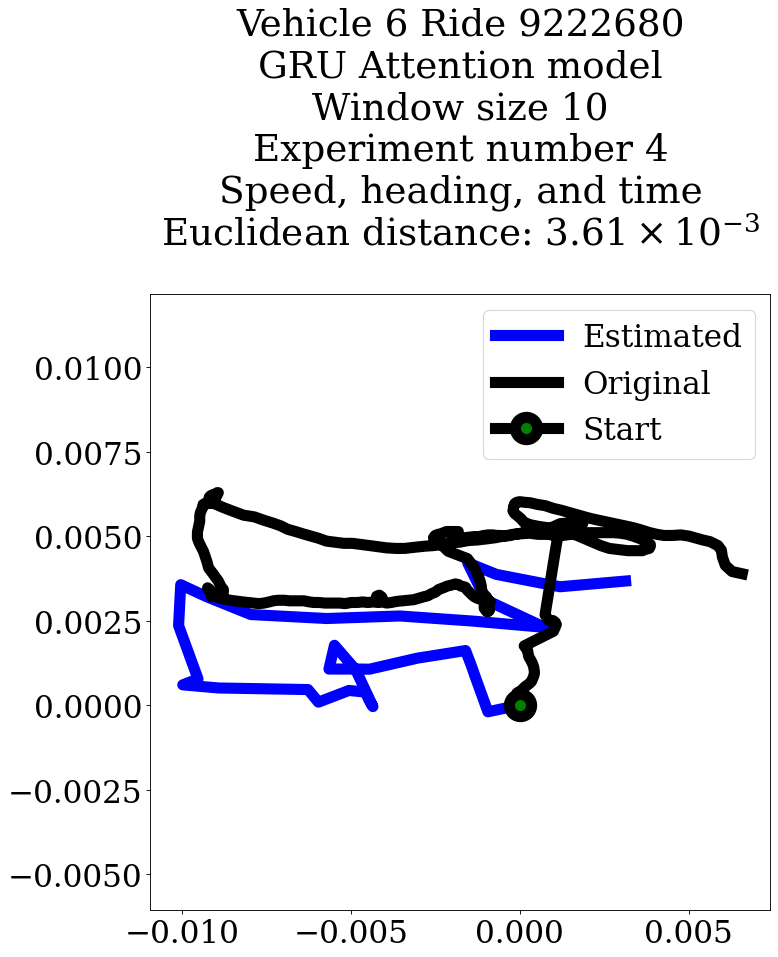 Vehicle 6 Ride 9222680
GRU Attention model
Window size 10
Experiment number 4
Speed, heading, and time
Euclidean distance: 3.61 × 10⁻³
Estimated
Original
Start
0.0100
0.0075
0.0050
0.0025
0.0000
−0.0025
−0.0050
−0.010 −0.005 0.000 0.005